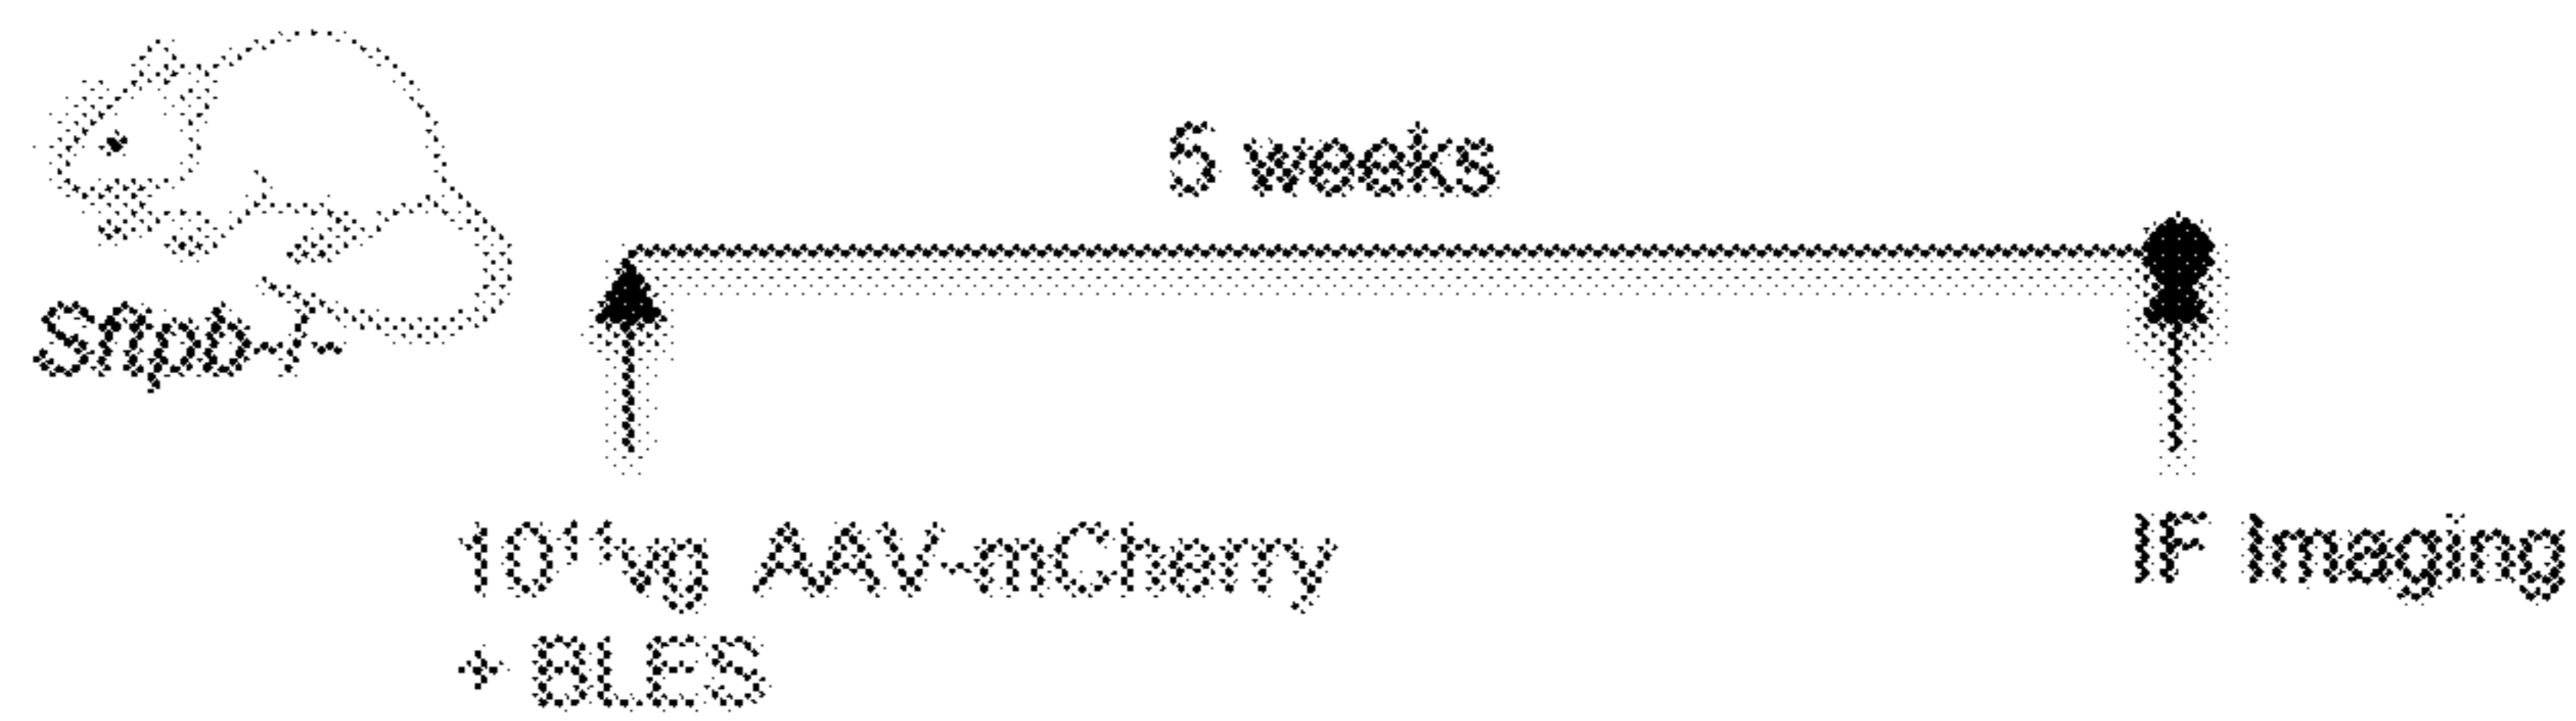 5 weeks
Sftpb-/-
10¹¹vg AAV-mCherry
+ BLES
IF Imaging